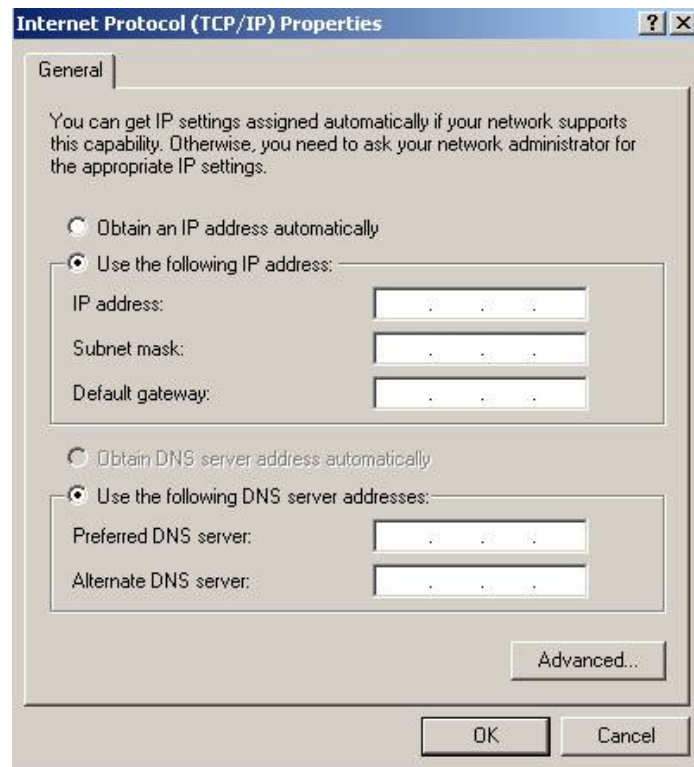 Internet Protocol (TCP/IP) Properties
General
You can get IP settings assigned automatically if your network supports
this capability. Otherwise, you need to ask your network administrator for
the appropriate IP settings.
Obtain an IP address automatically
Use the following IP address:
IP address:
Subnet mask:
Default gateway:
Obtain DNS server address automatically
Use the following DNS server addresses:
Preferred DNS server:
Alternate DNS server:
Advanced...
OK Cancel